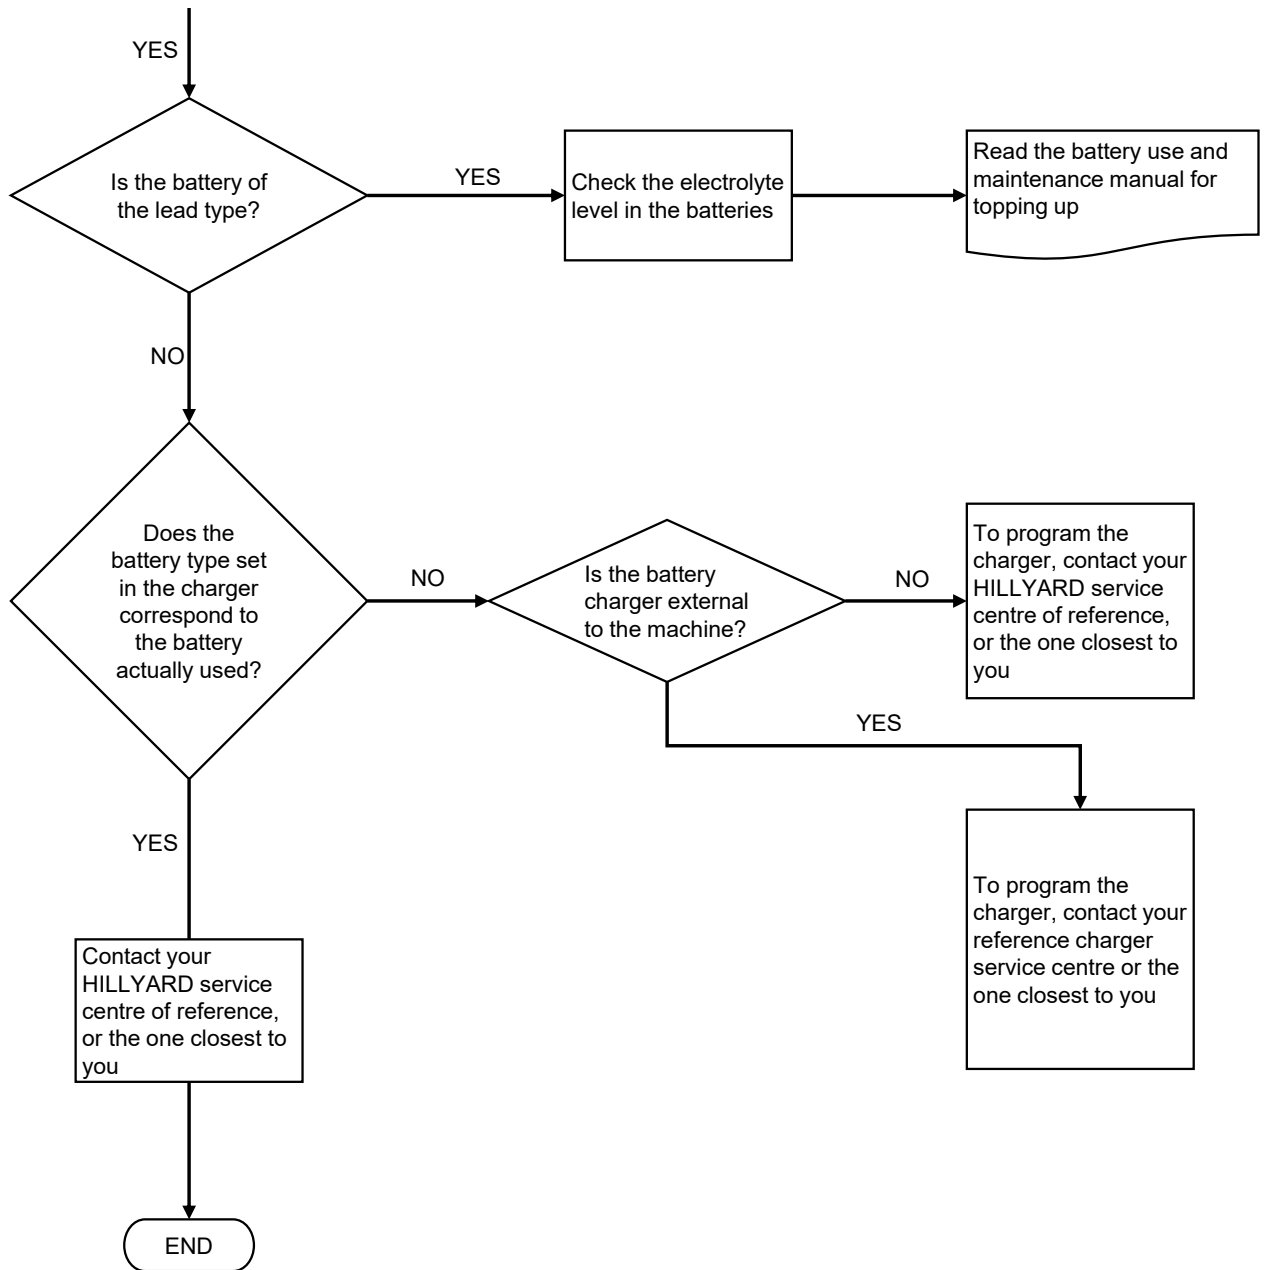 YES
Is the battery of
the lead type?
YES
Check the electrolyte
level in the batteries
Read the battery use and
maintenance manual for
topping up
NO
Does the
battery type set
in the charger
correspond to
the battery
actually used?
NO
Is the battery
charger external
to the machine?
NO
To program the
charger, contact your
HILLYARD service
centre of reference,
or the one closest to
you
YES
To program the
charger, contact your
reference charger
service centre or the
one closest to you
YES
Contact your
HILLYARD service
centre of reference,
or the one closest to
you
END